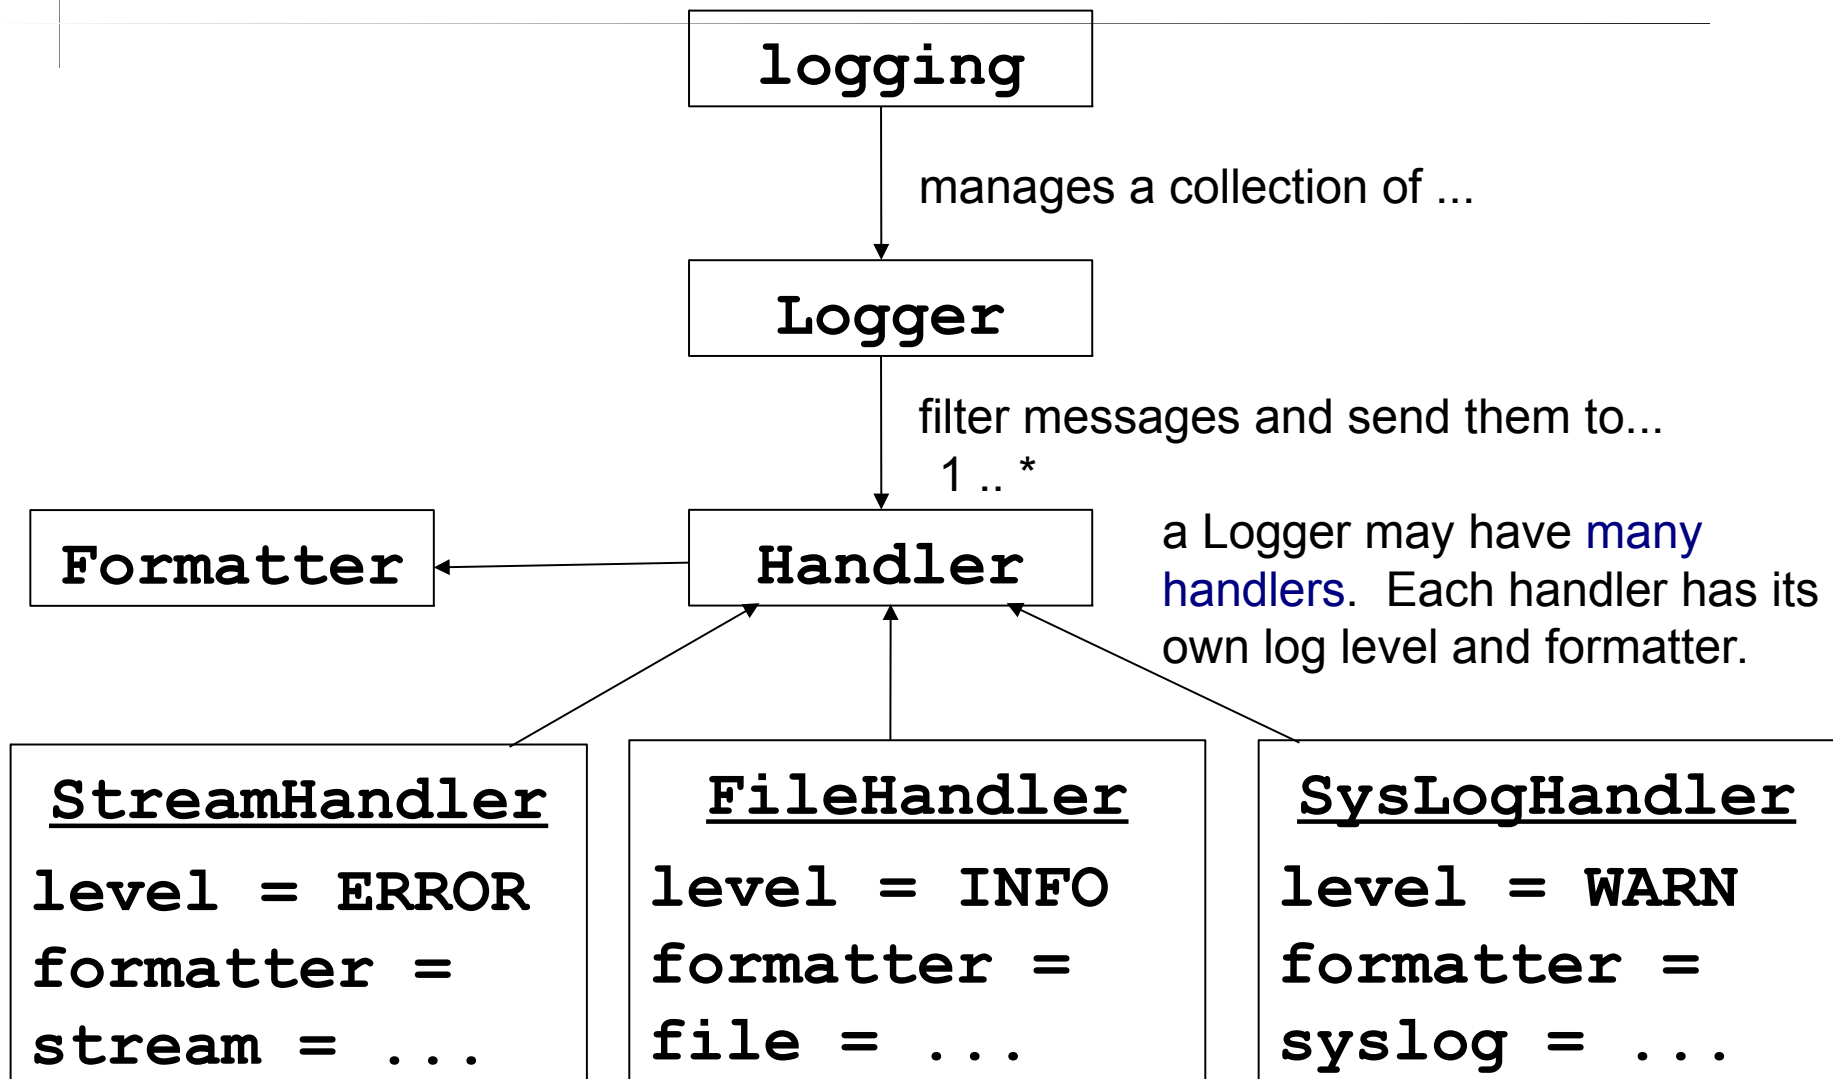 logging
manages a collection of ...
Logger
filter messages and send them to...
1 .. *
Formatter
Handler
a Logger may have many
handlers.  Each handler has its
own log level and formatter.
StreamHandler
level = ERROR
formatter =
stream = ...
FileHandler
level = INFO
formatter =
file = ...
SysLogHandler
level = WARN
formatter =
syslog = ...